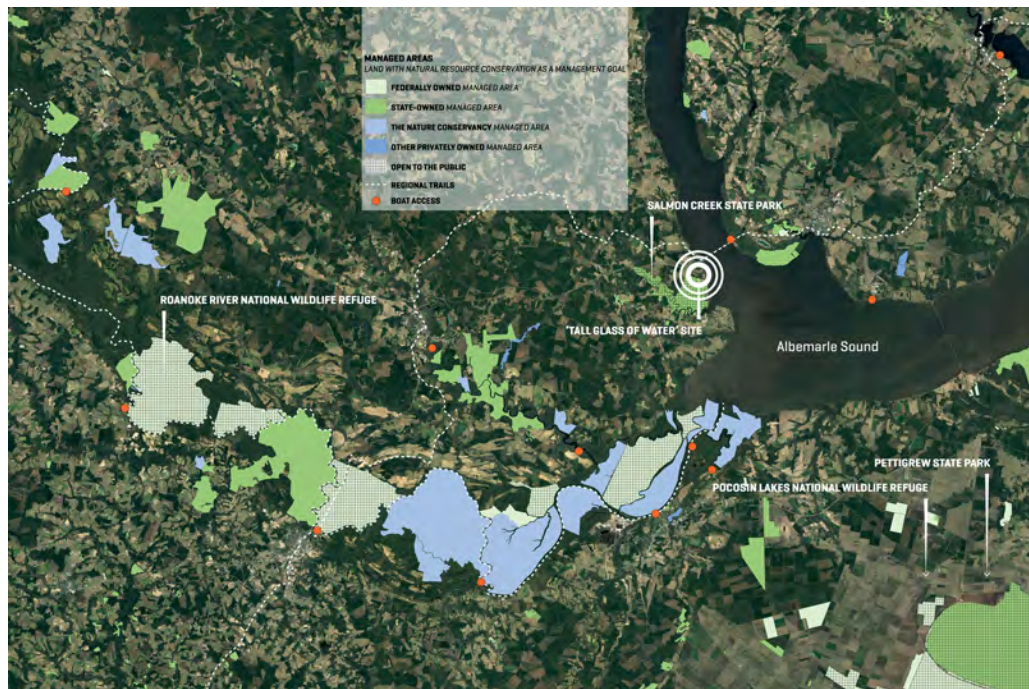 MANAGED AREAS
LAND WITH NATURAL RESOURCE CONSERVATION AS A MANAGEMENT GOAL
FEDERALLY OWNED MANAGED AREA
STATE-OWNED MANAGED AREA
THE NATURE CONSERVANCY MANAGED AREA
OTHER PRIVATELY OWNED MANAGED AREA
OPEN TO THE PUBLIC
REGIONAL TRAILS
BOAT ACCESS
SALMON CREEK STATE PARK
ROANOKE RIVER NATIONAL WILDLIFE REFUGE
'TALL GLASS OF WATER' SITE
Albemarle Sound
PETTIGREW STATE PARK
POCOSIN LAKES NATIONAL WILDLIFE REFUGE